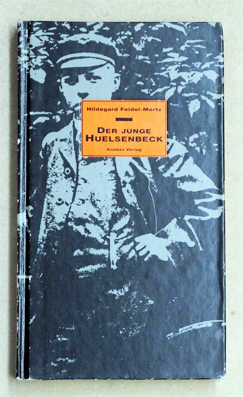 Hildegard Feidel-Mertz
DER JUNGE
HUELSENBECK
Anabas Verlag